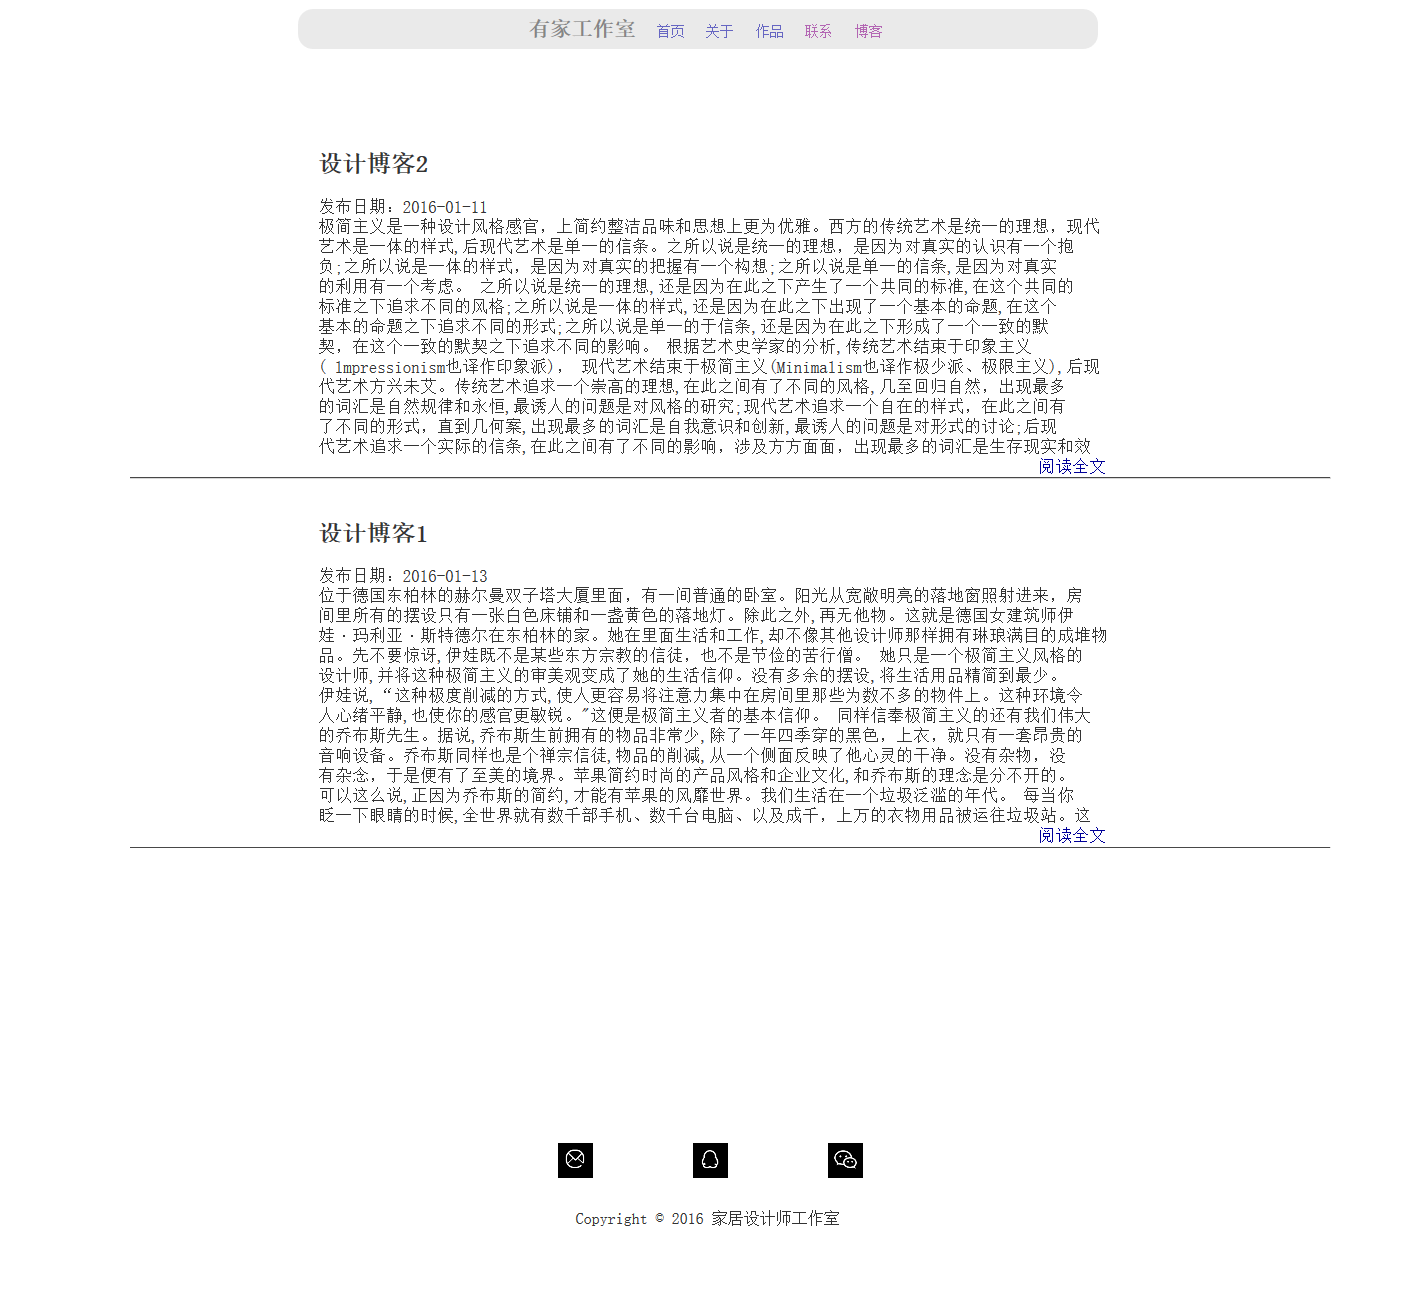 有家工作室 首页 关于 作品 联系 博客
设计博客2
发布日期：2016-01-11
极简主义是一种设计风格感官，上简约整洁品味和思想上更为优雅。西方的传统艺术是统一的理想，现代
艺术是一体的样式,后现代艺术是单一的信条。之所以说是统一的理想，是因为对真实的认识有一个抱
负;之所以说是一体的样式，是因为对真实的把握有一个构想;之所以说是单一的信条,是因为对真实
的利用有一个考虑。 之所以说是统一的理想,还是因为在此之下产生了一个共同的标准,在这个共同的
标准之下追求不同的风格;之所以说是一体的样式,还是因为在此之下出现了一个基本的命题,在这个
基本的命题之下追求不同的形式;之所以说是单一的于信条,还是因为在此之下形成了一个一致的默
契，在这个一致的默契之下追求不同的影响。 根据艺术史学家的分析,传统艺术结束于印象主义
( lmpressionism也译作印象派)， 现代艺术结束于极简主义(Minimalism也译作极少派、极限主义),后现
代艺术方兴未艾。传统艺术追求一个崇高的理想,在此之间有了不同的风格,几至回归自然，出现最多
的词汇是自然规律和永恒,最诱人的问题是对风格的研究;现代艺术追求一个自在的样式，在此之间有
了不同的形式，直到几何案,出现最多的词汇是自我意识和创新,最诱人的问题是对形式的讨论;后现
代艺术追求一个实际的信条,在此之间有了不同的影响，涉及方方面面，出现最多的词汇是生存现实和效
阅读全文
设计博客1
发布日期：2016-01-13
位于德国东柏林的赫尔曼双子塔大厦里面，有一间普通的卧室。阳光从宽敞明亮的落地窗照射进来，房
间里所有的摆设只有一张白色床铺和一盏黄色的落地灯。除此之外,再无他物。这就是德国女建筑师伊
娃·玛利亚·斯特德尔在东柏林的家。她在里面生活和工作,却不像其他设计师那样拥有琳琅满目的成堆物
品。先不要惊讶,伊娃既不是某些东方宗教的信徒，也不是节俭的苦行僧。 她只是一个极简主义风格的
设计师,并将这种极简主义的审美观变成了她的生活信仰。没有多余的摆设,将生活用品精简到最少。
伊娃说,“这种极度削减的方式,使人更容易将注意力集中在房间里那些为数不多的物件上。这种环境令
人心绪平静,也使你的感官更敏锐。"这便是极简主义者的基本信仰。 同样信奉极简主义的还有我们伟大
的乔布斯先生。据说,乔布斯生前拥有的物品非常少,除了一年四季穿的黑色，上衣，就只有一套昂贵的
音响设备。乔布斯同样也是个禅宗信徒,物品的削减,从一个侧面反映了他心灵的干净。没有杂物，没
有杂念，于是便有了至美的境界。苹果简约时尚的产品风格和企业文化,和乔布斯的理念是分不开的。
可以这么说,正因为乔布斯的简约,才能有苹果的风靡世界。我们生活在一个垃圾泛滥的年代。 每当你
眨一下眼睛的时候,全世界就有数千部手机、数千台电脑、以及成千，上万的衣物用品被运往垃圾站。这
阅读全文
Copyright © 2016 家居设计师工作室